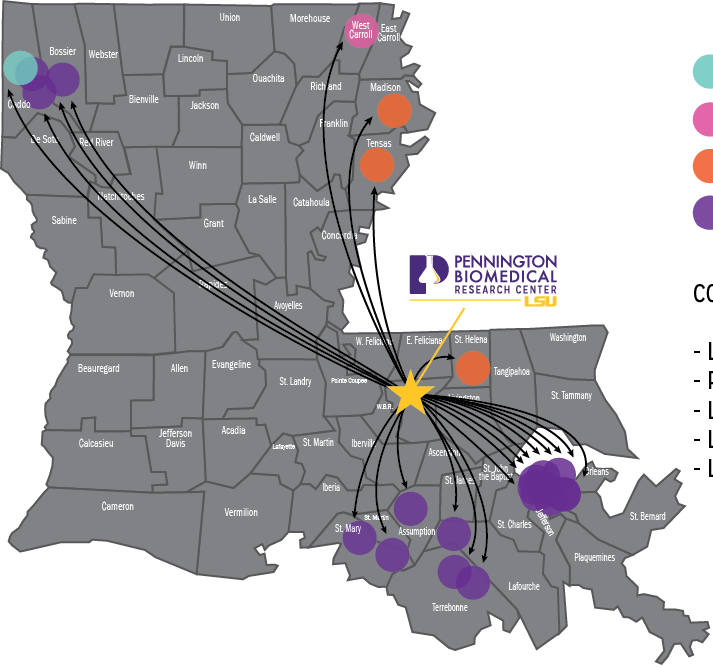 Union
Morehouse
West
Carroll
East
Carroll
Bossier
Webster
Lincoln
Ouachita
Richland
Madison
Caddo
Bienville
Jackson
Franklin
De Soto
Red River
Caldwell
Tensas
Winn
Natchitoches
La Salle
Catahoula
Sabine
Grant
Concordia
PENNINGTON
BIOMEDICAL
RESEARCH CENTER
LSU
Rapides
Vernon
Avoyelles
W. Feliciana
E. Feliciana
St. Helena
Washington
Beauregard
Allen
Evangeline
St. Landry
Pointe Coupee
Tangipahoa
W.B.R.
Livingston
St. Tammany
Calcasieu
Jefferson
Davis
Acadia
Lafayette
St. Martin
Iberville
Ascension
St. John
the Baptist
Orleans
Iberia
St. James
Cameron
Vermilion
St. Mary
St. Martin
Assumption
St. Charles
Jefferson
St. Bernard
Plaquemines
Lafourche
Terrebonne
CO
- L
- P
- L
- L
- L